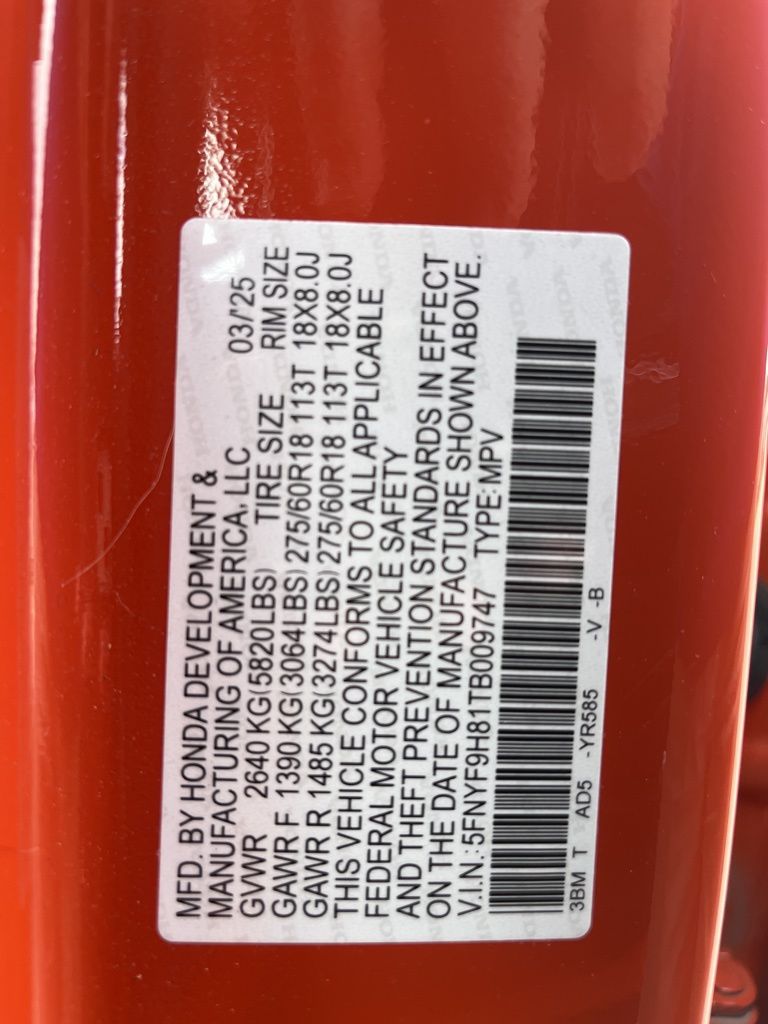 MFD. BY HONDA DEVELOPMENT &
MANUFACTURING OF AMERICA, LLC 03/'25
GVWR 2640 KG(5820LBS) TIRE SIZE RIM SIZE
GAWR F 1390 KG(3064LBS) 275/60R18 113T 18X8.0J
GAWR R 1485 KG(3274LBS) 275/60R18 113T 18X8.0J
THIS VEHICLE CONFORMS TO ALL APPLICABLE
FEDERAL MOTOR VEHICLE SAFETY
AND THEFT PREVENTION STANDARDS IN EFFECT
ON THE DATE OF MANUFACTURE SHOWN ABOVE.
V.I.N.:5FNYF9H81TB009747 TYPE:MPV
3BM T AD5 -YR585 -V -B